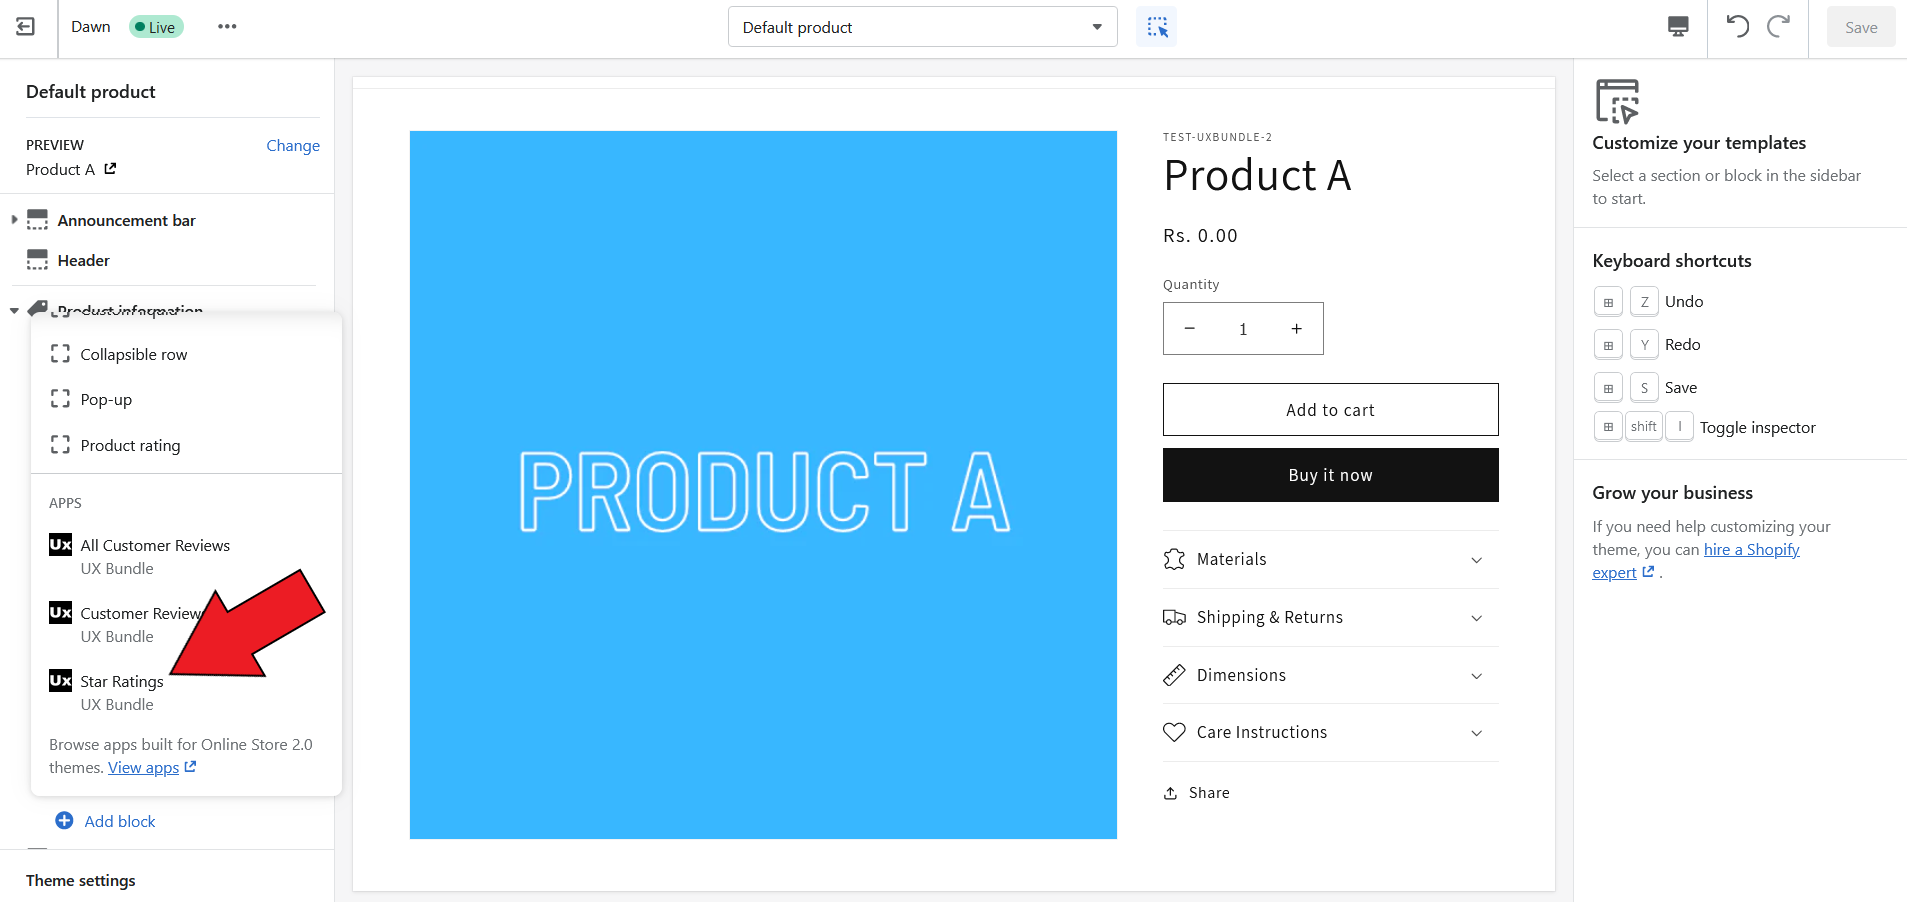 Dawn
Live
Default product
Save
Default product
PREVIEW
Change
Product A
Announcement bar
Header
Product information
Collapsible row
Pop-up
Product rating
APPS
Ux All Customer Reviews
UX Bundle
Ux Customer Reviews
UX Bundle
Ux Star Ratings
UX Bundle
Browse apps built for Online Store 2.0
themes. View apps
Add block
Theme settings
PRODUCT A
TEST-UXBUNDLE-2
Product A
Rs. 0.00
Quantity
− 1 +
Add to cart
Buy it now
Materials
Shipping & Returns
Dimensions
Care Instructions
Share
Customize your templates
Select a section or block in the sidebar
to start.
Keyboard shortcuts
⊞ Z Undo
⊞ Y Redo
⊞ S Save
⊞ shift I Toggle inspector
Grow your business
If you need help customizing your
theme, you can hire a Shopify
expert .